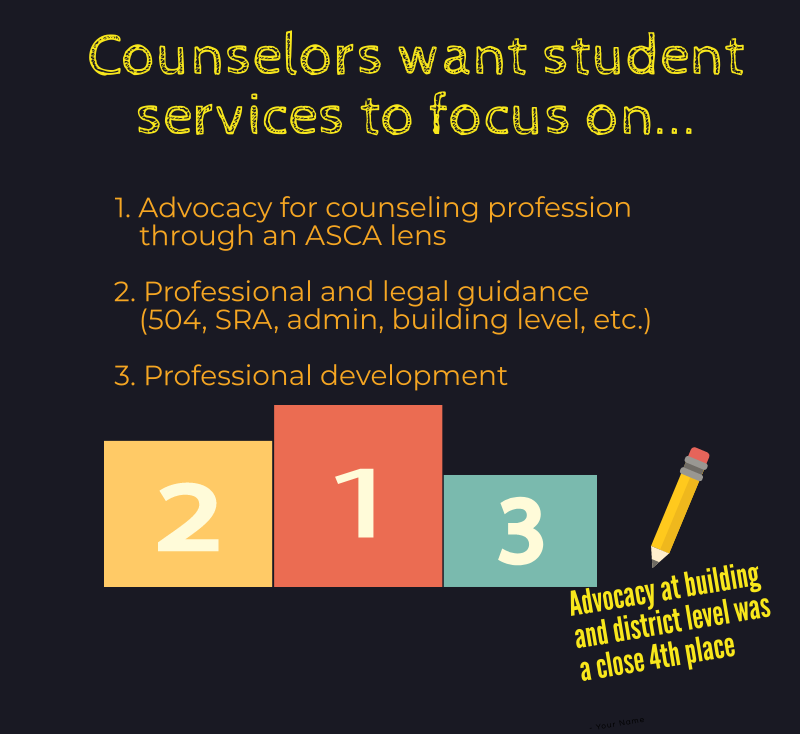 Counselors want student
services to focus on...
1. Advocacy for counseling profession
through an ASCA lens
2. Professional and legal guidance
(504, SRA, admin, building level, etc.)
3. Professional development
2
1
3
Advocacy at building
and district level was
a close 4th place
- Your Name